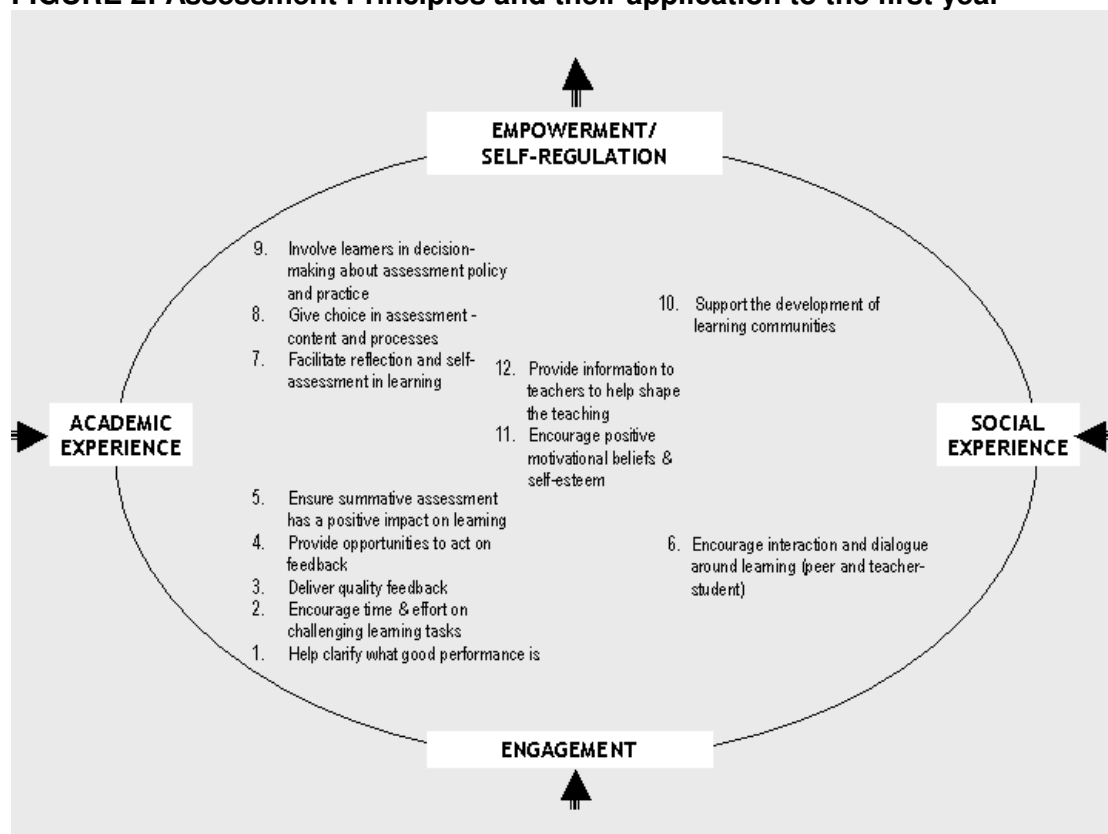 FIGURE 2: Assessment Principles and their application to the first year
EMPOWERMENT/
SELF-REGULATION
9. Involve learners in decision-
making about assessment policy
and practice
8. Give choice in assessment -
content and processes
7. Facilitate reflection and self-
assessment in learning
10. Support the development of
learning communities
12. Provide information to
teachers to help shape
the teaching
11. Encourage positive
motivational beliefs &
self-esteem
ACADEMIC
EXPERIENCE
SOCIAL
EXPERIENCE
5. Ensure summative assessment
has a positive impact on learning
4. Provide opportunities to act on
feedback
3. Deliver quality feedback
2. Encourage time & effort on
challenging learning tasks
1. Help clarify what good performance is
6. Encourage interaction and dialogue
around learning (peer and teacher-
student)
ENGAGEMENT